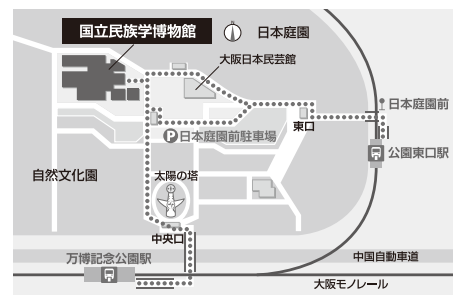 国立民族学博物館
日本庭園
大阪日本民芸館
日本庭園前
東口
P日本庭園前駐車場
公園東口駅
自然文化園
太陽の塔
中央口
万博記念公園駅
中国自動車道
大阪モノレール